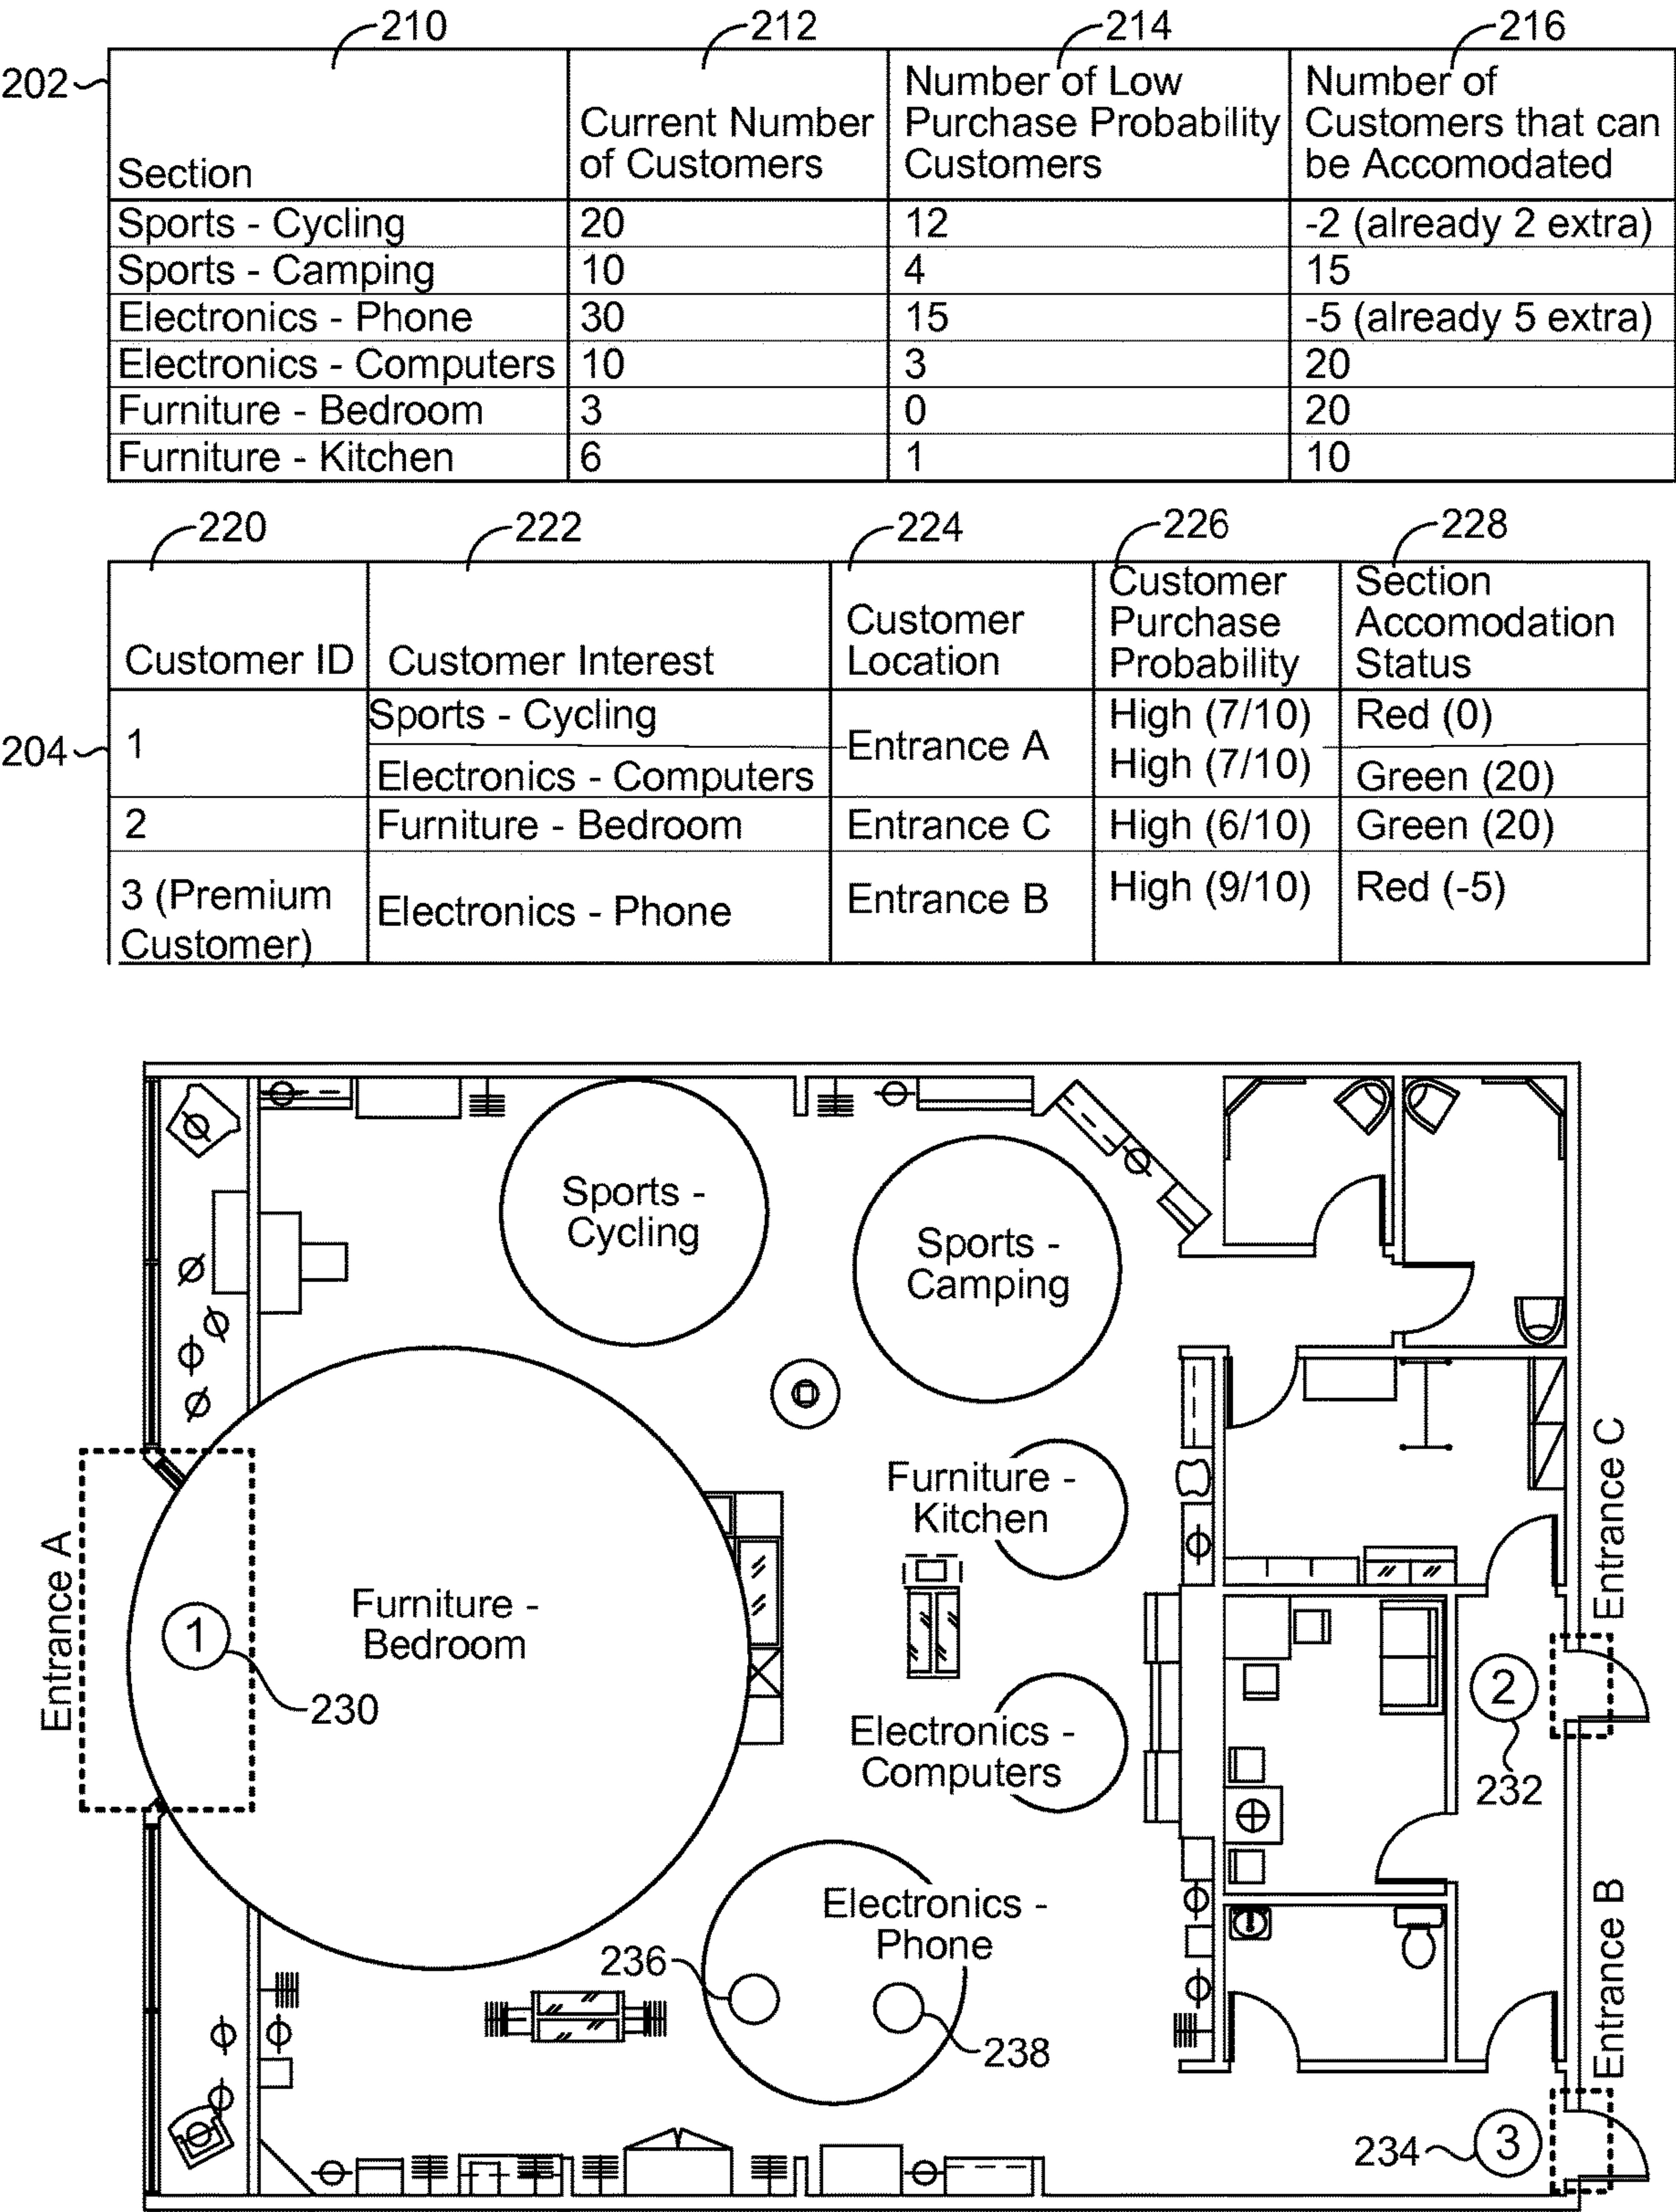 210
212
214
216
202
Section
Current Number
of Customers
Number of Low
Purchase Probability
Customers
Number of
Customers that can
be Accomodated
Sports - Cycling 20 12 -2 (already 2 extra)
Sports - Camping 10 4 15
Electronics - Phone 30 15 -5 (already 5 extra)
Electronics - Computers 10 3 20
Furniture - Bedroom 3 0 20
Furniture - Kitchen 6 1 10
220
222
224
226
228
204
Customer ID
Customer Interest
Customer
Location
Customer
Purchase
Probability
Section
Accomodation
Status
1
Sports - Cycling
Electronics - Computers
Entrance A
High (7/10)
High (7/10)
Red (0)
Green (20)
2 Furniture - Bedroom Entrance C High (6/10) Green (20)
3 (Premium
Customer)
Electronics - Phone
Entrance B
High (9/10)
Red (-5)
Sports -
Cycling
Sports -
Camping
Furniture -
Kitchen
Entrance C
Entrance A
1
230
Furniture -
Bedroom
2
232
Electronics -
Computers
Electronics -
Phone
236
238
Entrance B
234
3